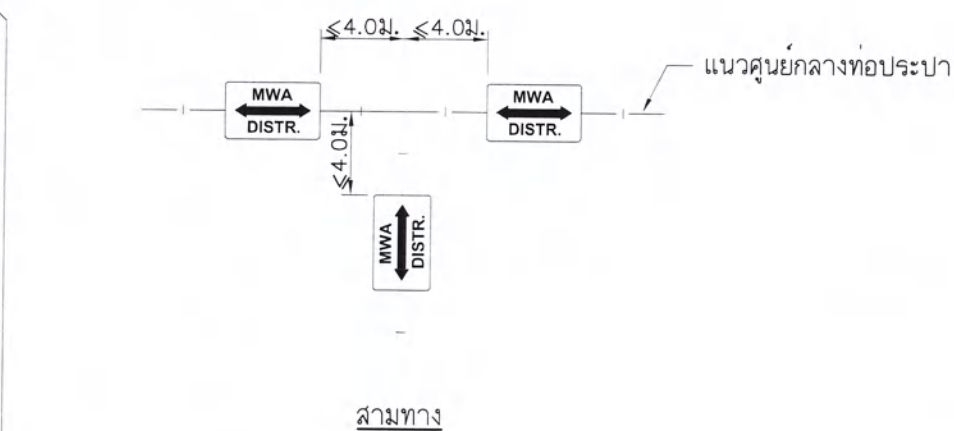 ≤4.0ม. ≤4.0ม.
แนวศูนย์กลางท่อประปา
MWA
DISTR.
MWA
DISTR.
≤4.0ม.
MWA
DISTR.
สามทาง